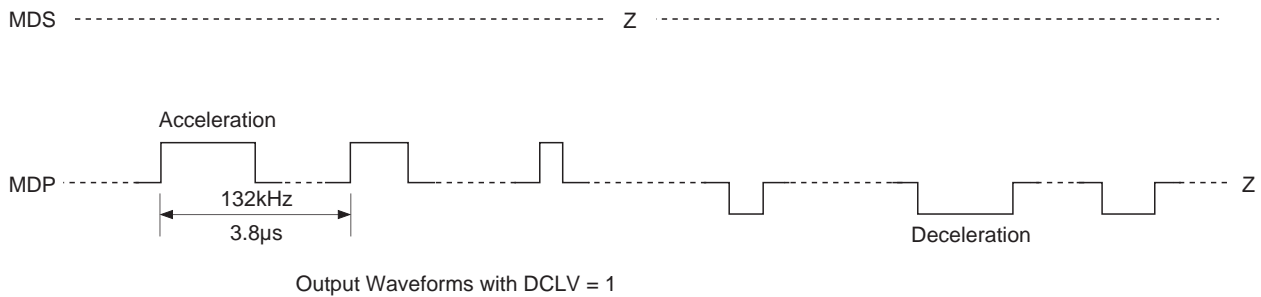 MDS Z
Acceleration
MDP Z
132kHz
3.8µs
Deceleration
Output Waveforms with DCLV = 1